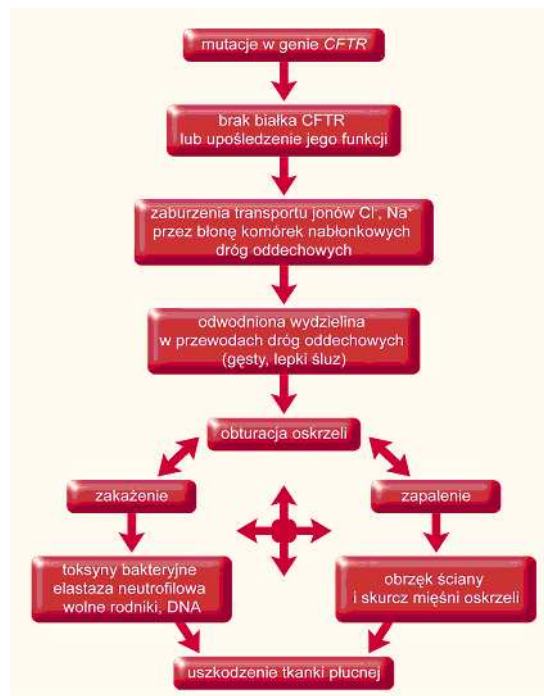 mutacje w genie CFTR
brak białka CFTR
lub upośledzenie jego funkcji
zaburzenia transportu jonów Cl⁻, Na⁺
przez błonę komórek nabłonkowych
dróg oddechowych
odwodniona wydzielina
w przewodach dróg oddechowych
(gęsty, lepki śluz)
obturacja oskrzeli
zakażenie
zapalenie
toksyny bakteryjne
elastaza neutrofilowa
wolne rodniki, DNA
obrzęk ściany
i skurcz mięśni oskrzeli
uszkodzenie tkanki płucnej